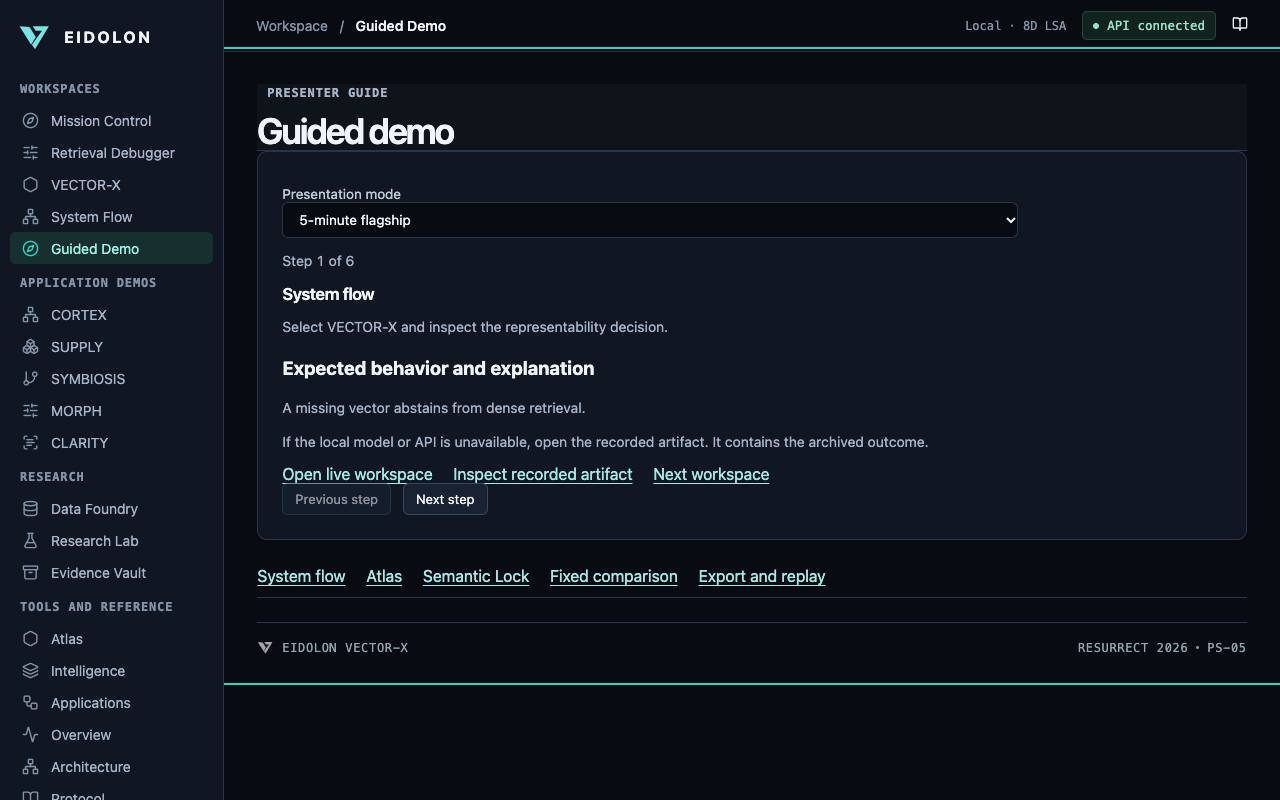 EIDOLON
WORKSPACES
Mission Control
Retrieval Debugger
VECTOR-X
System Flow
Guided Demo
APPLICATION DEMOS
CORTEX
SUPPLY
SYMBIOSIS
MORPH
CLARITY
RESEARCH
Data Foundry
Research Lab
Evidence Vault
TOOLS AND REFERENCE
Atlas
Intelligence
Applications
Overview
Architecture
Protocol
Workspace / Guided Demo
Local · 8D LSA
API connected
PRESENTER GUIDE
Guided demo
Presentation mode
5-minute flagship
Step 1 of 6
System flow
Select VECTOR-X and inspect the representability decision.
Expected behavior and explanation
A missing vector abstains from dense retrieval.
If the local model or API is unavailable, open the recorded artifact. It contains the archived outcome.
Open live workspace Inspect recorded artifact Next workspace
Previous step Next step
System flow Atlas Semantic Lock Fixed comparison Export and replay
EIDOLON VECTOR-X
RESURRECT 2026 • PS-05